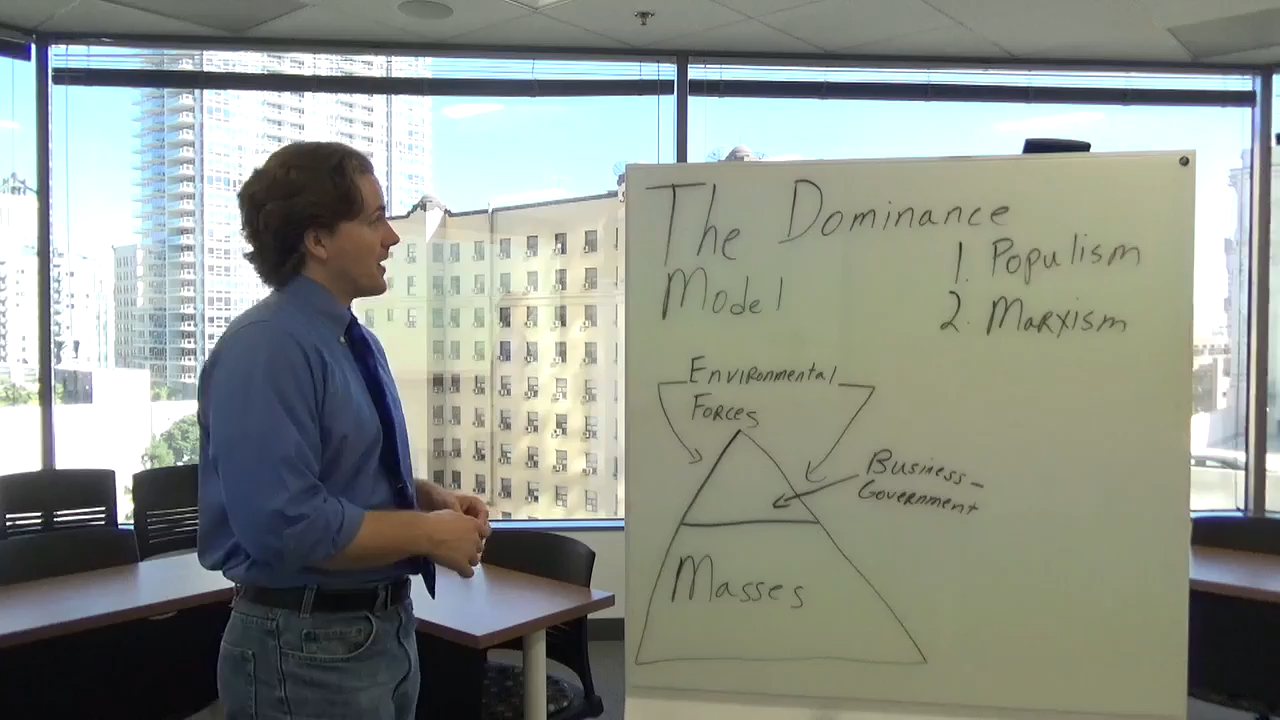 The Dominance
Model
1. Populism
2. Marxism
Environmental
Forces
Business-
Government
Masses